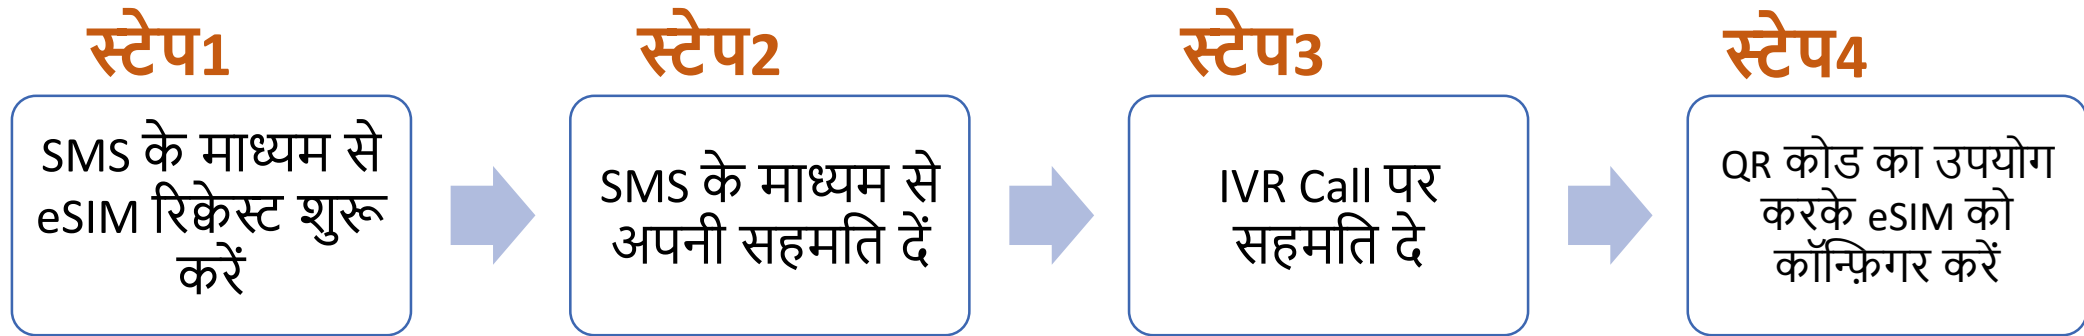 स्टेप1
SMS के माध्यम से
eSIM रिक्वेस्ट शुरू
करें
स्टेप2
SMS के माध्यम से
अपनी सहमति दें
स्टेप3
IVR Call पर
सहमति दे
स्टेप4
QR कोड का उपयोग
करके eSIM को
कॉन्फ़िगर करें